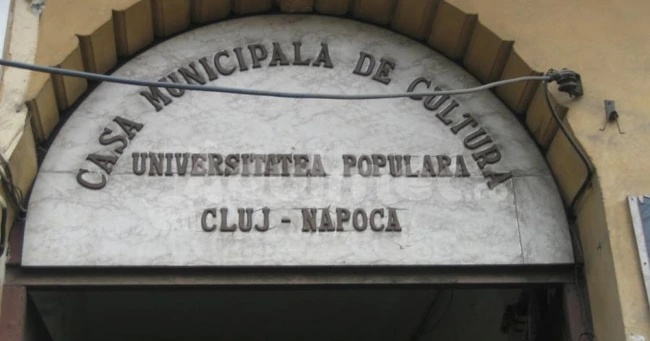 CASA MUNICIPALA DE CULTURA
UNIVERSITATEA POPULARA
CLUJ - NAPOCA